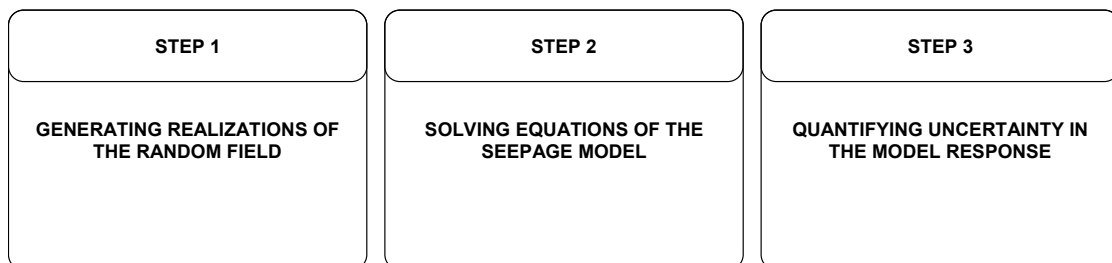 STEP 1
GENERATING REALIZATIONS OF
THE RANDOM FIELD
STEP 2
SOLVING EQUATIONS OF THE
SEEPAGE MODEL
STEP 3
QUANTIFYING UNCERTAINTY IN
THE MODEL RESPONSE